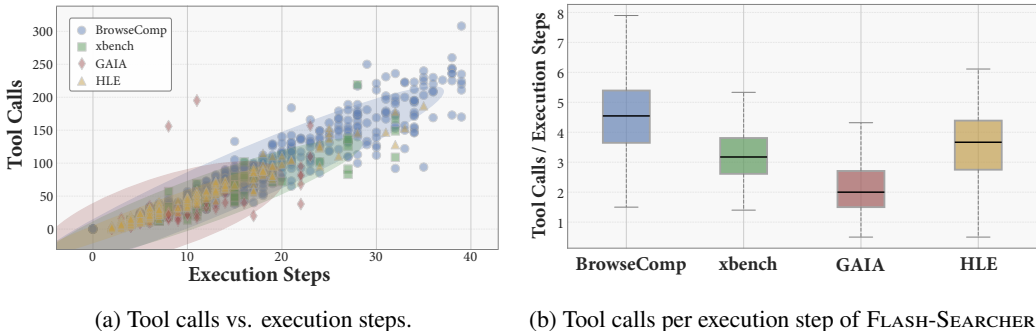 BrowseComp
xbench
GAIA
HLE
Tool Calls
300
250
200
150
100
50
0
0
10
20
30
40
Execution Steps
(a) Tool calls vs. execution steps.
Tool Calls / Execution Steps
8
7
6
5
4
3
2
1
BrowseComp
xbench
GAIA
HLE
(b) Tool calls per execution step of FLASH-SEARCHER